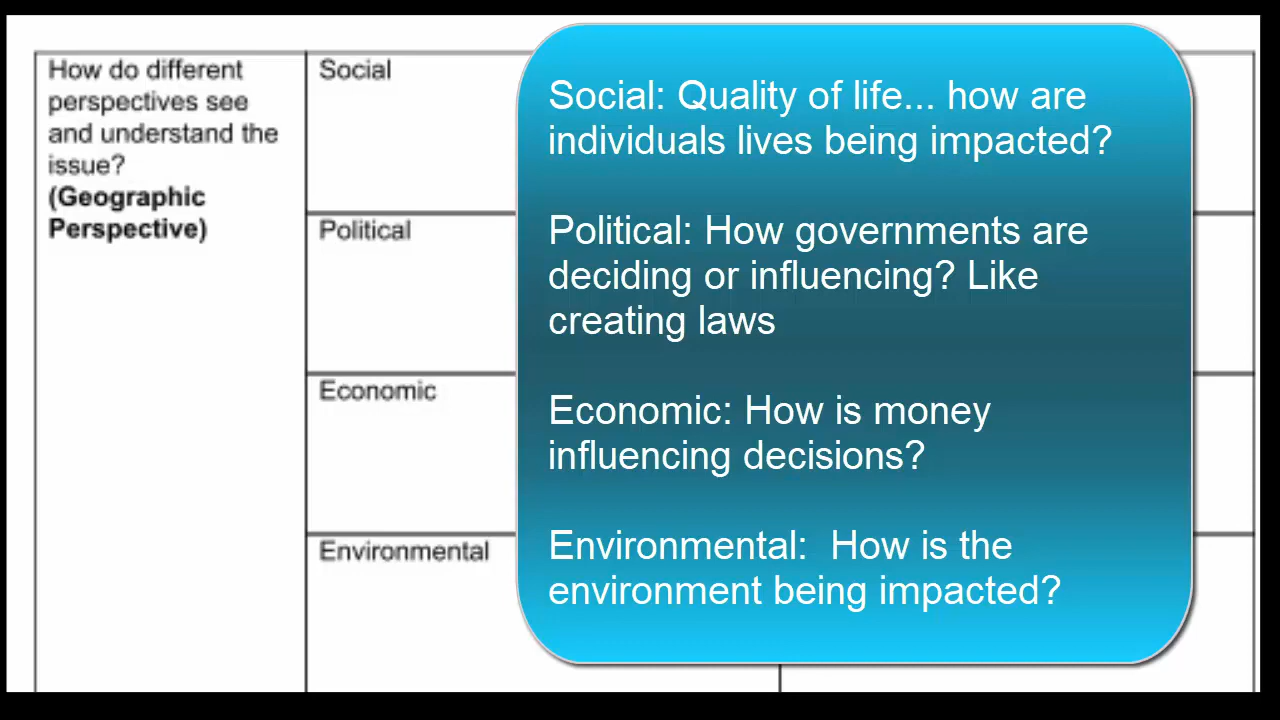 How do different
perspectives see
and understand the
issue?
(Geographic
Perspective)
Social
Political
Economic
Environmental
Social: Quality of life... how are
individuals lives being impacted?
Political: How governments are
deciding or influencing? Like
creating laws
Economic: How is money
influencing decisions?
Environmental:  How is the
environment being impacted?